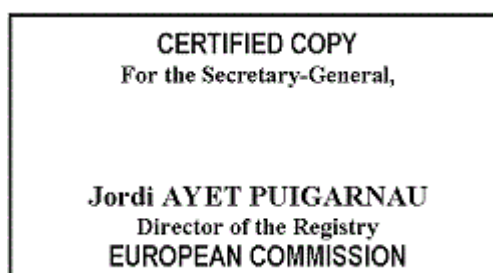 CERTIFIED COPY
For the Secretary-General,
Jordi AYET PUIGARNAU
Director of the Registry
EUROPEAN COMMISSION